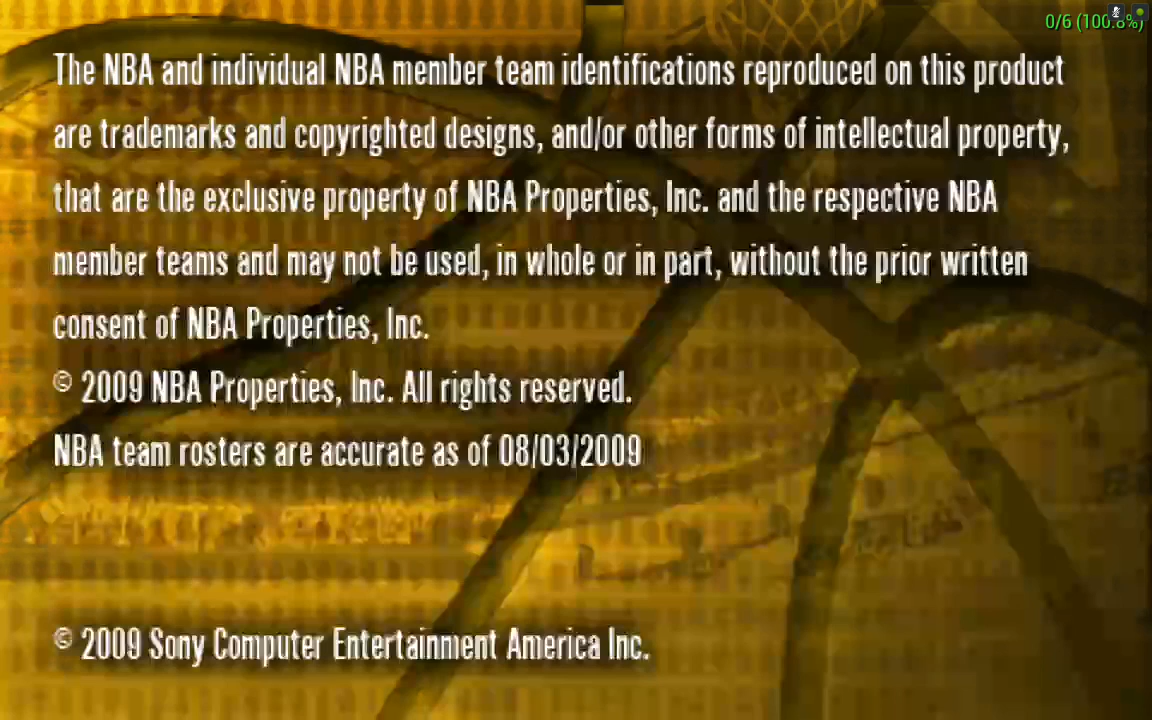 0/6 (100.%)
The NBA and individual NBA member team identifications reproduced on this product
are trademarks and copyrighted designs, and/or other forms of intellectual property,
that are the exclusive property of NBA Properties, Inc. and the respective NBA
member teams and may not be used, in whole or in part, without the prior written
consent of NBA Properties, Inc.
© 2009 NBA Properties, Inc. All rights reserved.
NBA team rosters are accurate as of 08/03/2009
© 2009 Sony Computer Entertainment America Inc.